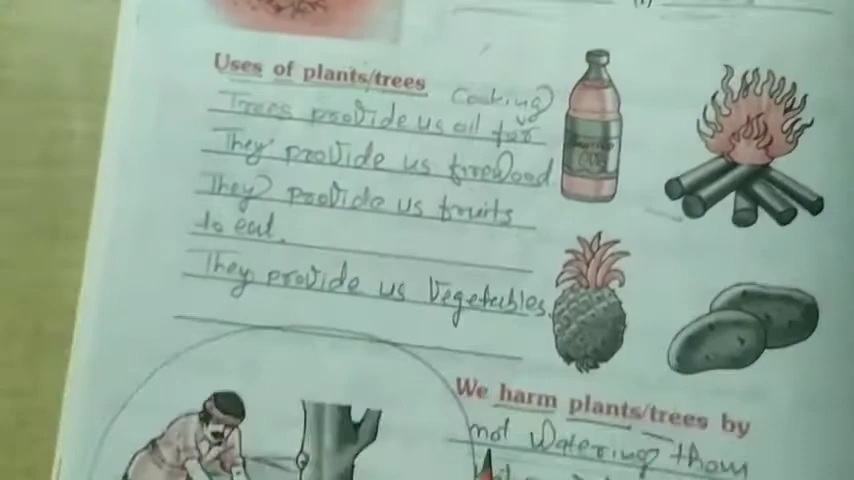 Uses of plants/trees
Cooking
Trees provide us oil for
They provide us firewood
They provide us fruits
to eat.
They provide us Vegetables.
We harm plants/trees by
not watering them